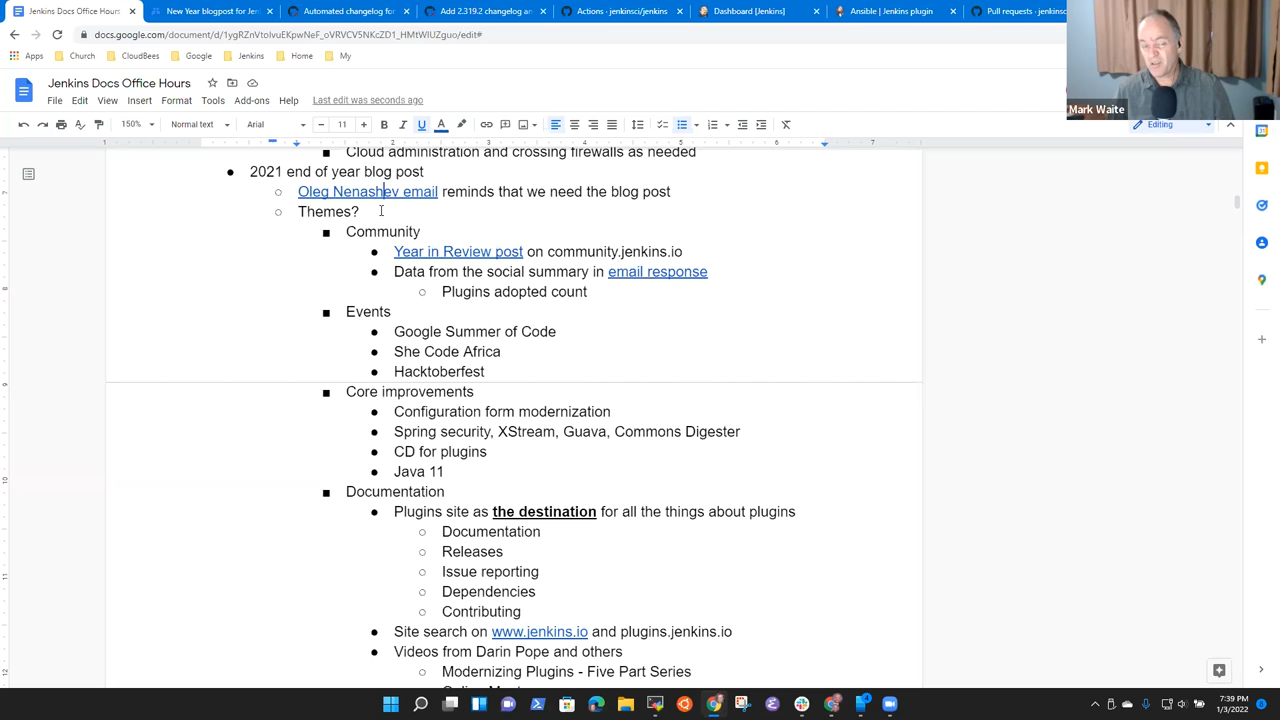 Jenkins Docs Office Hours
New Year blogpost for Jen
Automated changelog for
Add 2.319.2 changelog an
Actions · jenkinsci/jenkins
Dashboard [Jenkins]
Ansible | Jenkins plugin
Pull requests · jenkinsc
docs.google.com/document/d/1ygRZnVtoIvuEKpwNeF_oVRVCV5NKcZD1_HMtWIUZguo/edit#
Apps
Church
CloudBees
Google
Jenkins
Home
My
Jenkins Docs Office Hours
File
Edit
View
Insert
Format
Tools
Add-ons
Help
Last edit was seconds ago
Mark Waite
150%
Normal text
Arial
11
Editing
Cloud administration and crossing firewalls as needed
2021 end of year blog post
Oleg Nenashev email reminds that we need the blog post
Themes?
Community
Year in Review post on community.jenkins.io
Data from the social summary in email response
Plugins adopted count
Events
Google Summer of Code
She Code Africa
Hacktoberfest
Core improvements
Configuration form modernization
Spring security, XStream, Guava, Commons Digester
CD for plugins
Java 11
Documentation
Plugins site as the destination for all the things about plugins
Documentation
Releases
Issue reporting
Dependencies
Contributing
Site search on www.jenkins.io and plugins.jenkins.io
Videos from Darin Pope and others
Modernizing Plugins - Five Part Series
7:39 PM
1/3/2022